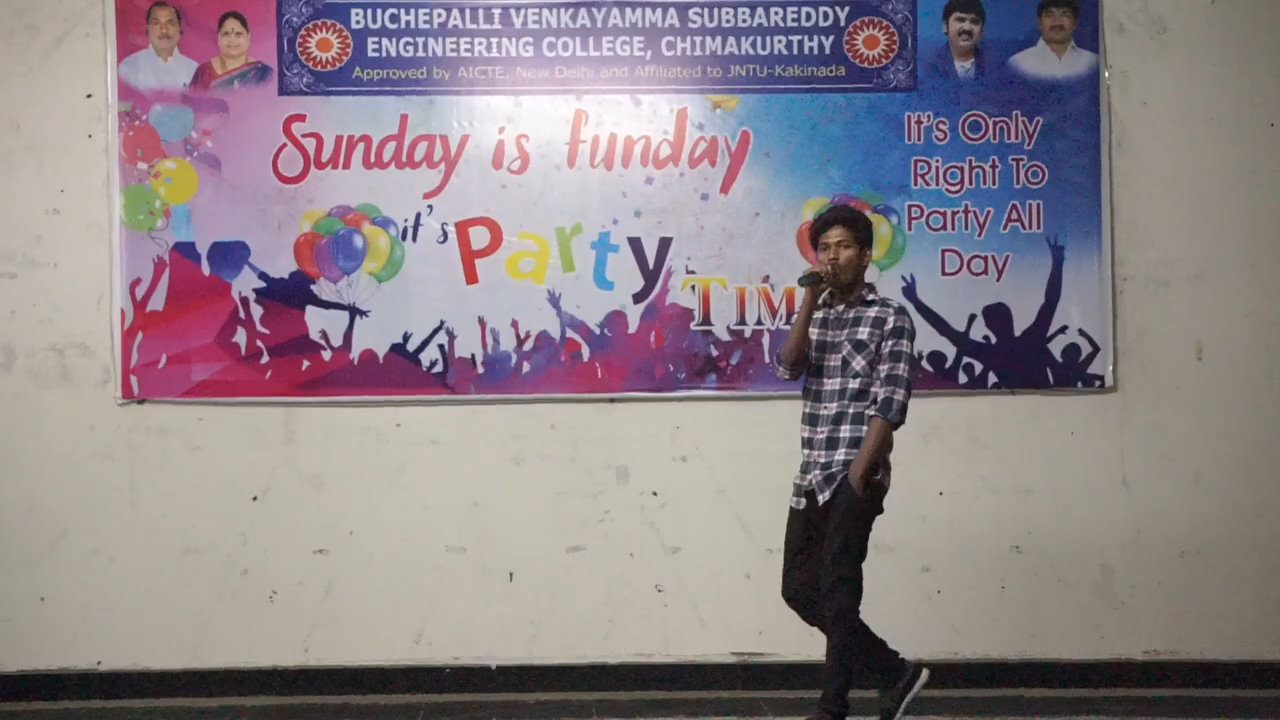 BUCHEPALLI VENKAYAMMA SUBBAREDDY
ENGINEERING COLLEGE, CHIMAKURTHY
Approved by AICTE, New Delhi and Affiliated to JNTU-Kakinada
Sunday is funday
it's Party
TIM
It's Only
Right To
Party All
Day